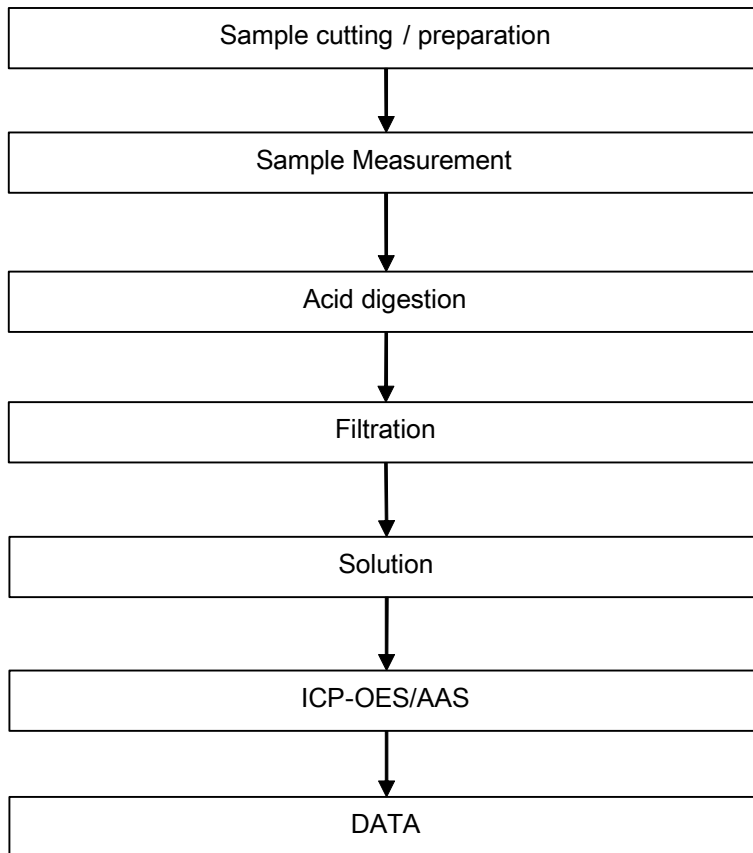 Sample cutting / preparation
Sample Measurement
Acid digestion
Filtration
Solution
ICP-OES/AAS
DATA